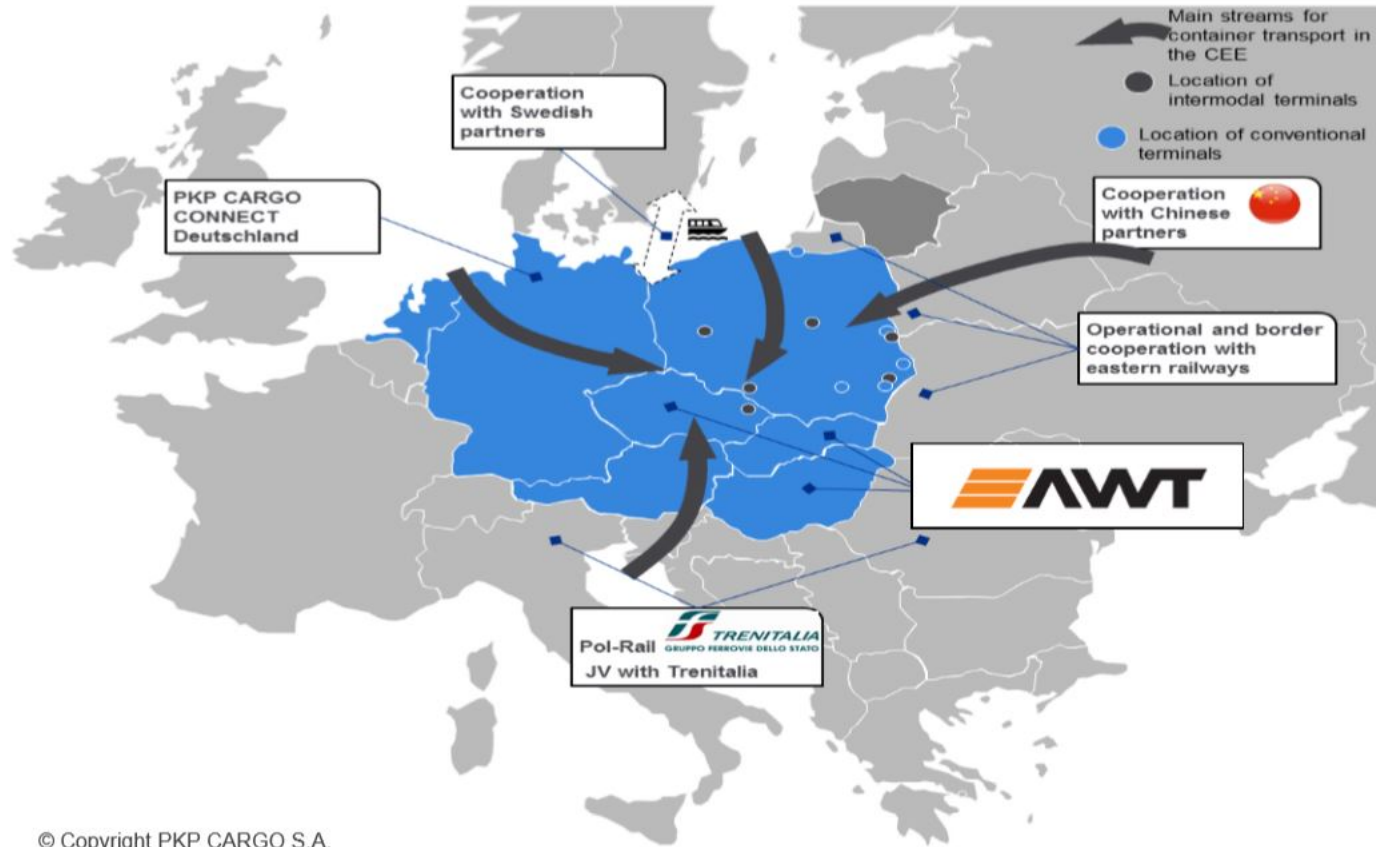 Main streams for
container transport in
the CEE
Location of
intermodal terminals
Location of conventional
terminals
Cooperation
with Swedish
partners
PKP CARGO
CONNECT
Deutschland
Cooperation
with Chinese
partners
Operational and border
cooperation with
eastern railways
AWT
Pol-Rail TRENITALIA
GRUPPO FERROVIE DELLO STATO
JV with Trenitalia
© Copyright PKP CARGO S.A.